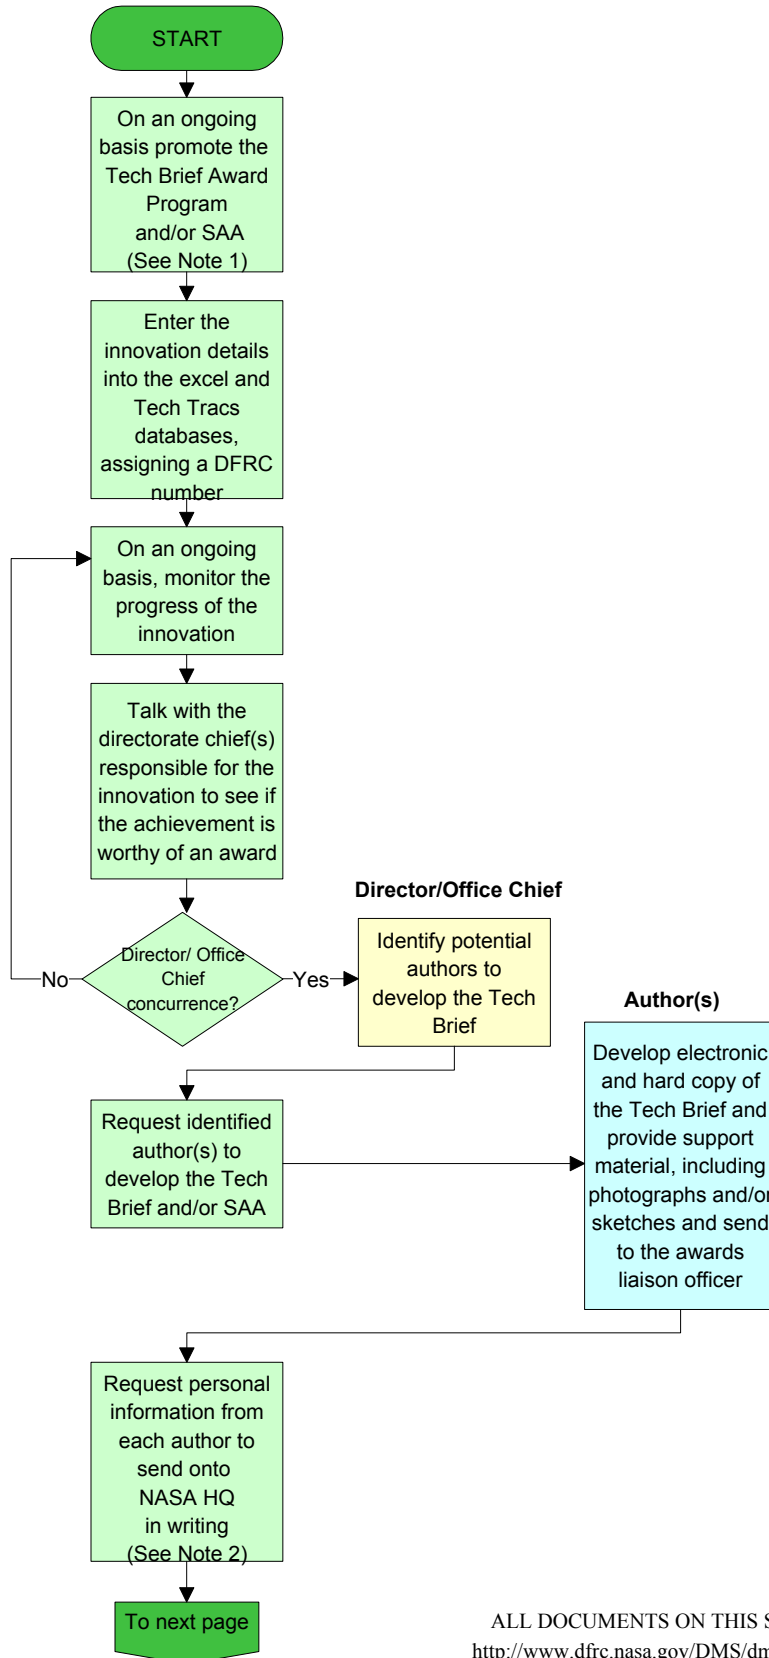 START
On an ongoing
basis promote the
Tech Brief Award
Program
and/or SAA
(See Note 1)
Enter the
innovation details
into the excel and
Tech Tracs
databases,
assigning a DFRC
number
On an ongoing
basis, monitor the
progress of the
innovation
Talk with the
directorate chief(s)
responsible for the
innovation to see if
the achievement is
worthy of an award
Director/ Office
Chief
concurrence?
No
Yes
Director/Office Chief
Identify potential
authors to
develop the Tech
Brief
Request identified
author(s) to
develop the Tech
Brief and/or SAA
Author(s)
Develop electronic
and hard copy of
the Tech Brief and
provide support
material, including
photographs and/or
sketches and send
to the awards
liaison officer
Request personal
information from
each author to
send onto
NASA HQ
in writing
(See Note 2)
To next page
ALL DOCUMENTS ON THIS S
http://www.dfrc.nasa.gov/DMS/dm